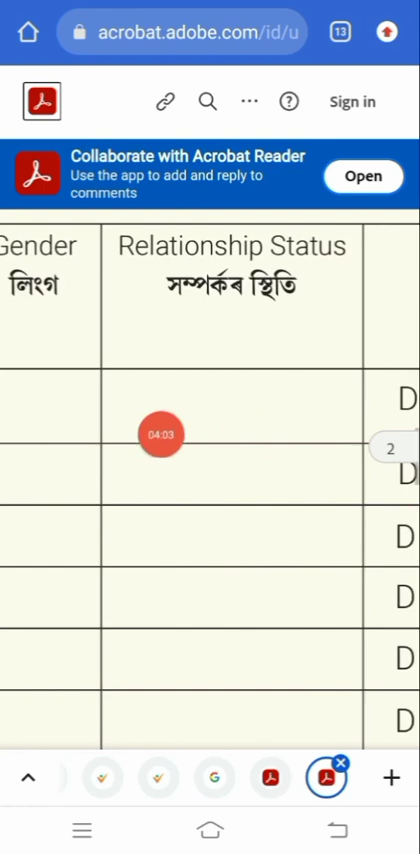 acrobat.adobe.com/id/u
13
Sign in
Collaborate with Acrobat Reader
Use the app to add and reply to
comments
Open
Gender
Relationship Status
লিংগ
সম্পৰ্কৰ স্থিতি
D
04:03
2
D
D
D
D
D